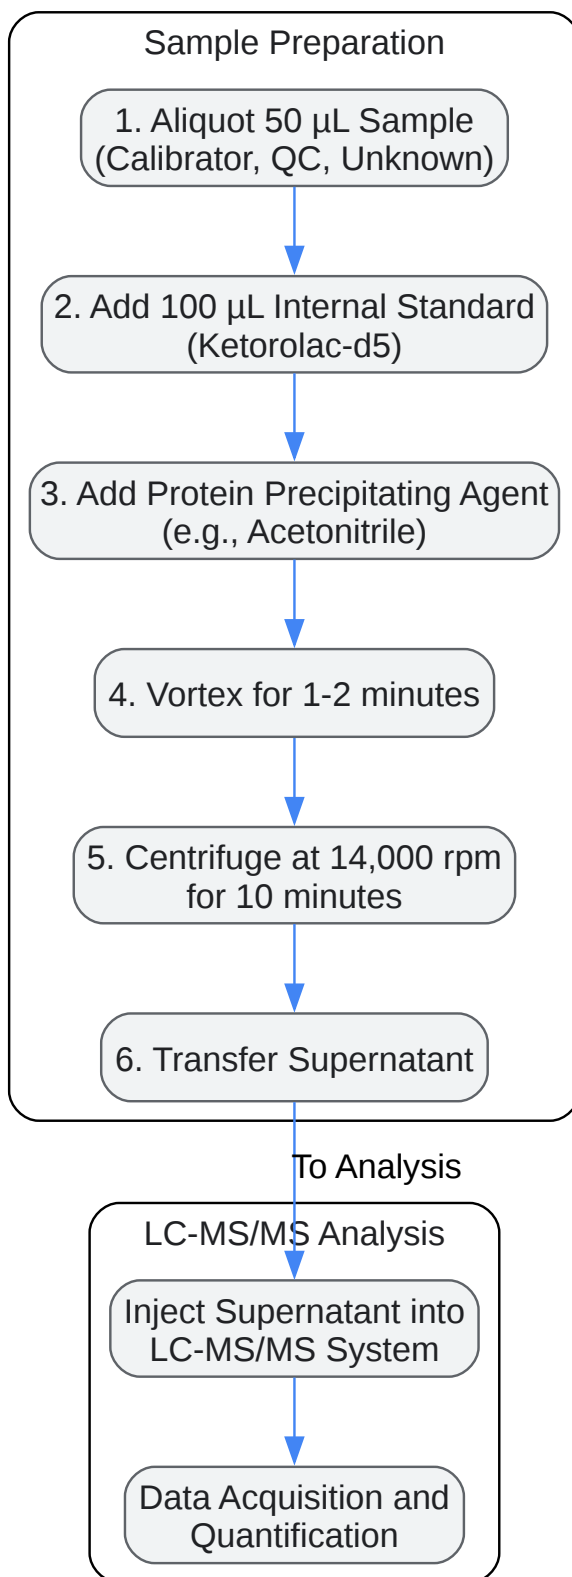 Sample Preparation
1. Aliquot 50 µL Sample
(Calibrator, QC, Unknown)
2. Add 100 µL Internal Standard
(Ketorolac-d5)
3. Add Protein Precipitating Agent
(e.g., Acetonitrile)
4. Vortex for 1-2 minutes
5. Centrifuge at 14,000 rpm
for 10 minutes
6. Transfer Supernatant
To Analysis
LC-MS/MS Analysis
Inject Supernatant into
LC-MS/MS System
Data Acquisition and
Quantification